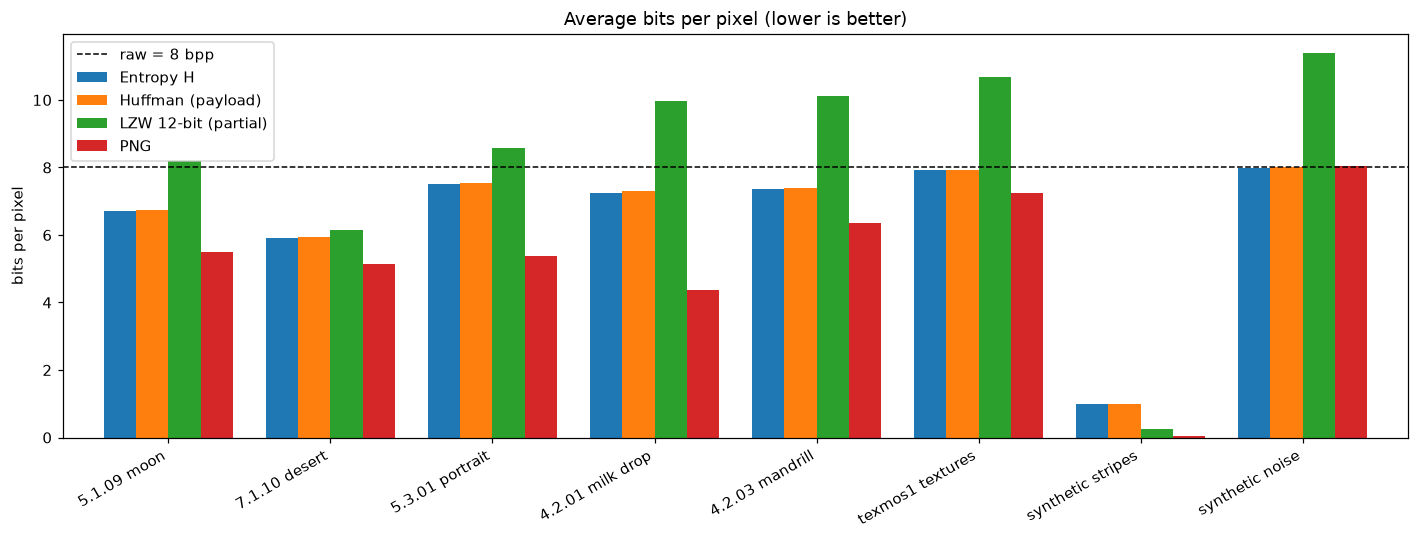 Average bits per pixel (lower is better)
raw = 8 bpp
Entropy H
Huffman (payload)
LZW 12-bit (partial)
PNG
bits per pixel
10
8
6
4
2
0
5.1.09 moon
7.1.10 desert
5.3.01 portrait
4.2.01 milk drop
4.2.03 mandrill
texmos1 textures
synthetic stripes
synthetic noise